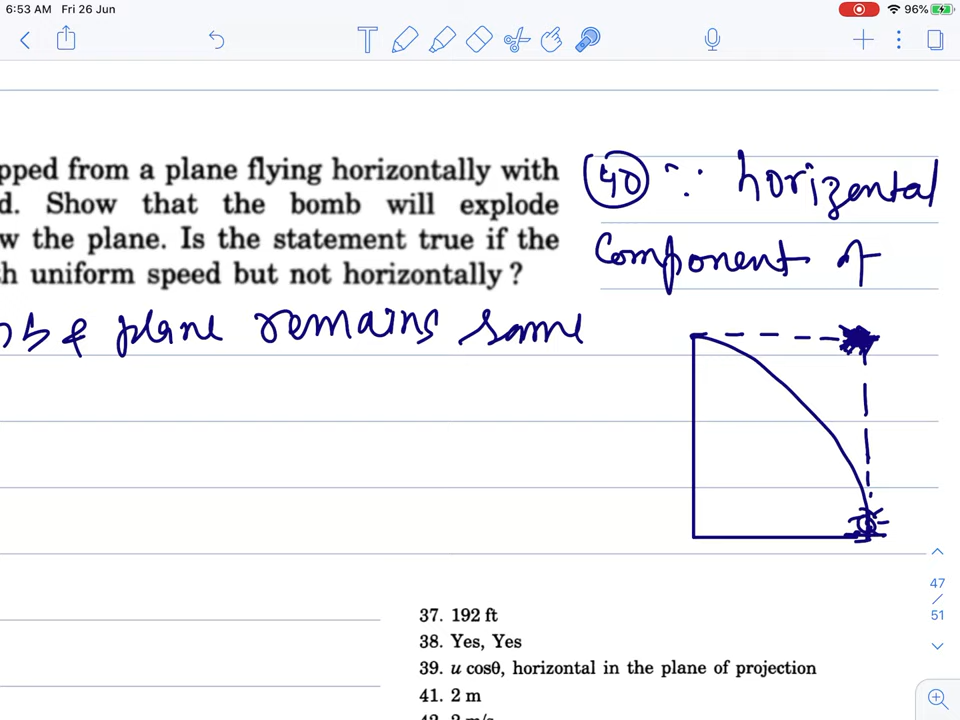 6:53 AM Fri 26 Jun
96%
T
pped from a plane flying horizontally with
d. Show that the bomb will explode
w the plane. Is the statement true if the
h uniform speed but not horizontally ?
40 ∵ horizontal
Component of
b & plane remains same
47
/
51
37. 192 ft
38. Yes, Yes
39. u cosθ, horizontal in the plane of projection
41. 2 m